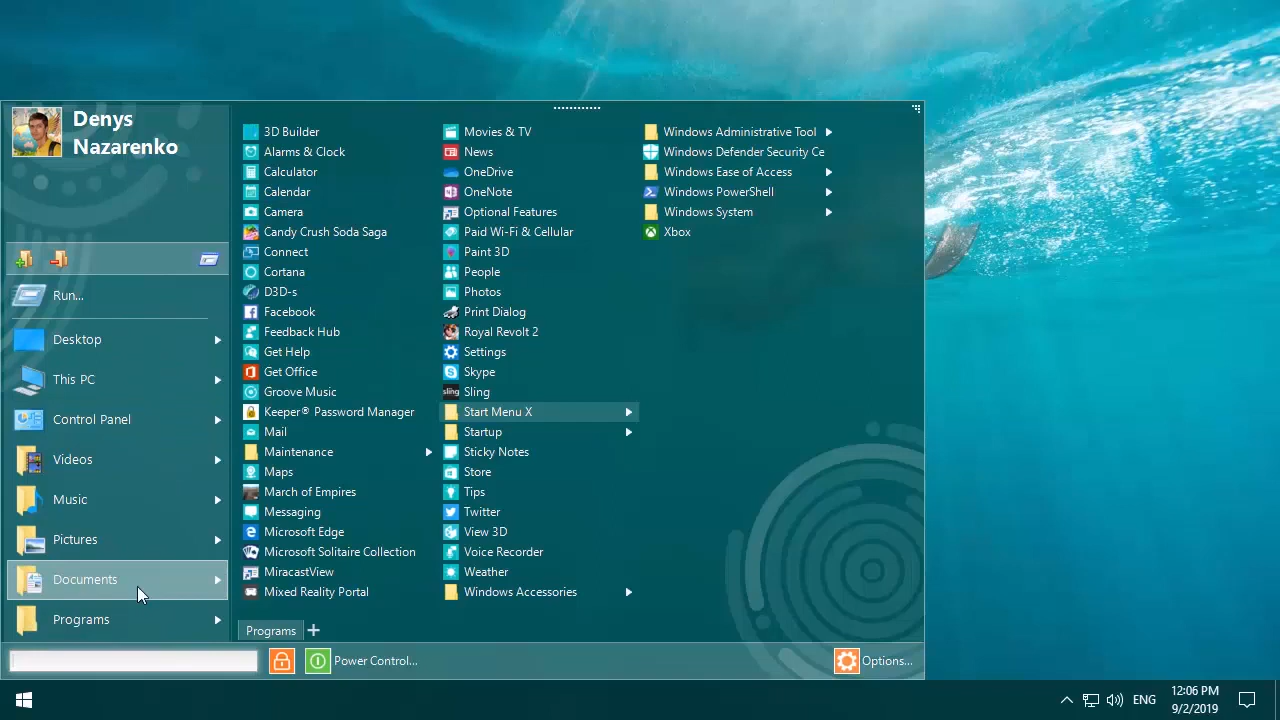 Denys
Nazarenko
Run...
Desktop
This PC
Control Panel
Videos
Music
Pictures
Documents
Programs
3D Builder
Alarms & Clock
Calculator
Calendar
Camera
Candy Crush Soda Saga
Connect
Cortana
D3D-s
Facebook
Feedback Hub
Get Help
Get Office
Groove Music
Keeper® Password Manager
Mail
Maintenance
Maps
March of Empires
Messaging
Microsoft Edge
Microsoft Solitaire Collection
MiracastView
Mixed Reality Portal
Movies & TV
News
OneDrive
OneNote
Optional Features
Paid Wi-Fi & Cellular
Paint 3D
People
Photos
Print Dialog
Royal Revolt 2
Settings
Skype
sling Sling
Start Menu X
Startup
Sticky Notes
Store
Tips
Twitter
View 3D
Voice Recorder
Weather
Windows Accessories
Windows Administrative Tool
Windows Defender Security Ce
Windows Ease of Access
Windows PowerShell
Windows System
Xbox
Programs
Power Control...
Options...
ENG
12:06 PM
9/2/2019